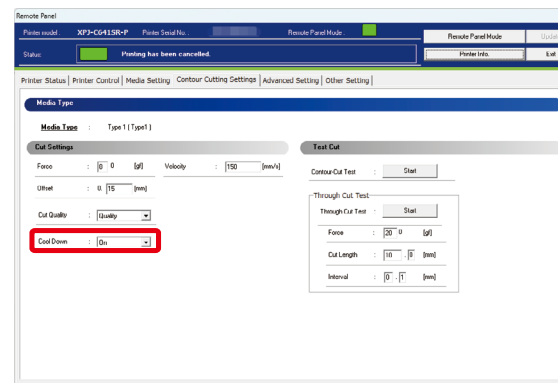 Remote Panel
Printer model : XPJ-C641SR-P Printer Serial No. : Remote Panel Mode :
Remote Panel Mode Updat
Status: Printing has been cancelled.
Printer Info. Exit
Printer Status Printer Control Media Setting Contour Cutting Settings Advanced Setting Other Setting
Media Type
Media Type : Type 1 ( Type1 )
Cut Settings
Force : 0 0 [gf] Velocity : 150 [mm/s]
Offset : 0. 15 [mm]
Cut Quality : Quality
Cool Down : On
Test Cut
Contour-Cut Test : Start
Through Cut Test
Through Cut Test : Start
Force : 20 0 [gf]
Cut Length : 10 . 0 [mm]
Interval : 0 . 1 [mm]